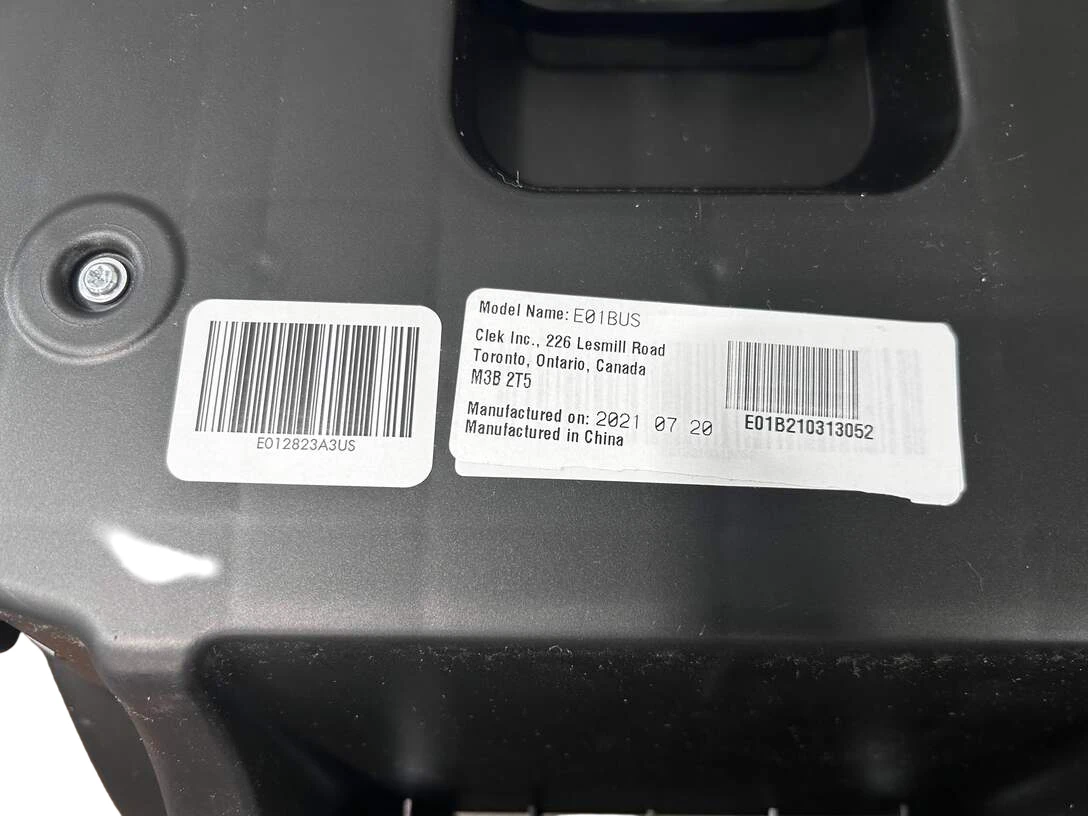 E012823A3US
Model Name: E01BUS
Clek Inc., 226 Lesmill Road
Toronto, Ontario, Canada
M3B 2T5
Manufactured on: 2021 07 20
Manufactured in China
E01B210313052